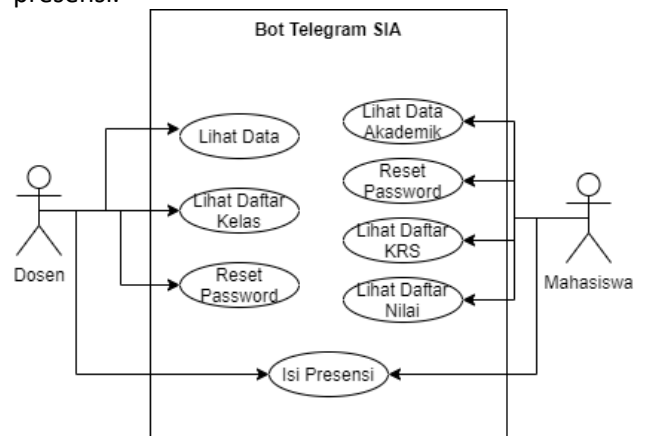 presensi.
Bot Telegram SIA
Lihat Data
Lihat Daftar
Kelas
Reset
Password
Lihat Data
Akademik
Reset
Password
Lihat Daftar
KRS
Lihat Daftar
Nilai
Isi Presensi
Dosen
Mahasiswa